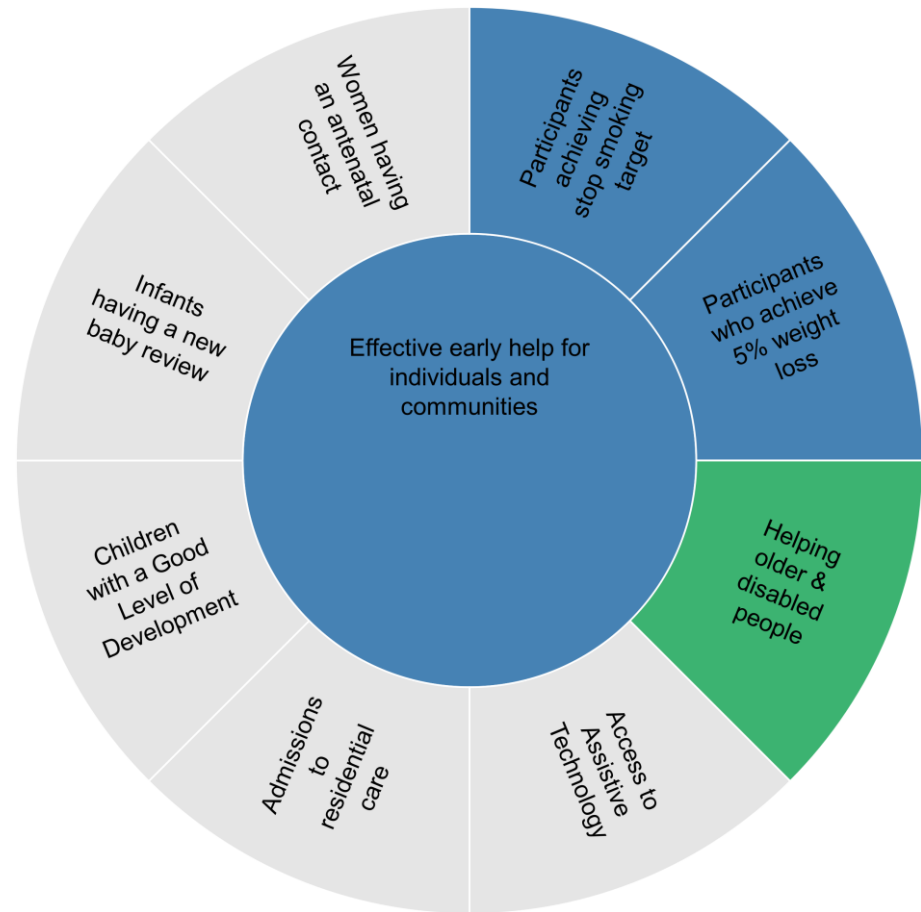 Effective early help for
individuals and
communities
Participants
achieving
stop smoking
target
Participants
who achieve
5% weight
loss
Helping
older &
disabled
people
Access to
Assistive
Technology
Admissions
to
residential
care
Children
with a Good
Level of
Development
Infants
having a new
baby review
Women having
an antenatal
contact